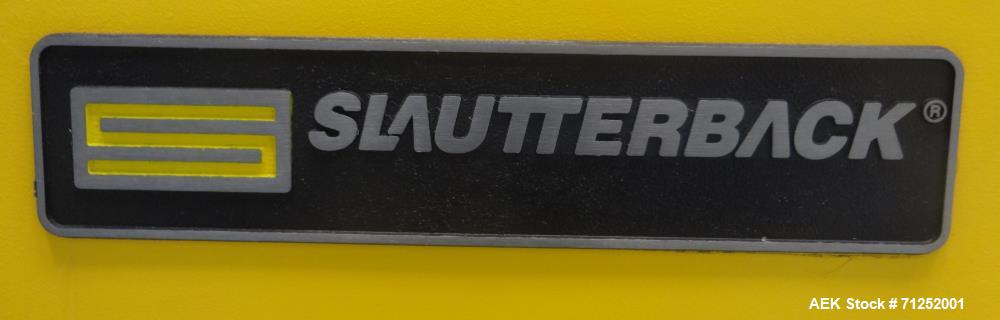 SLAUTTERBACK®
AEK Stock # 71252001